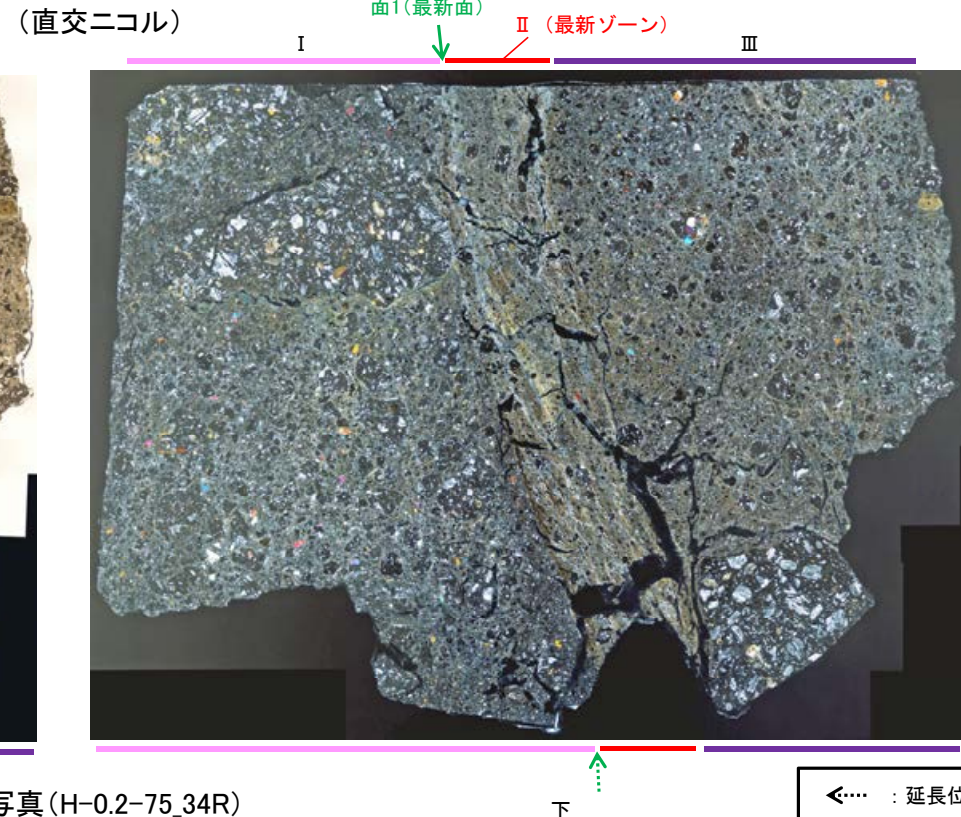 （直交ニコル）
面1（最新面）
Ⅱ （最新ゾーン）
Ⅰ
Ⅲ
写真（H-0.2-75_34R）
下
：延長位